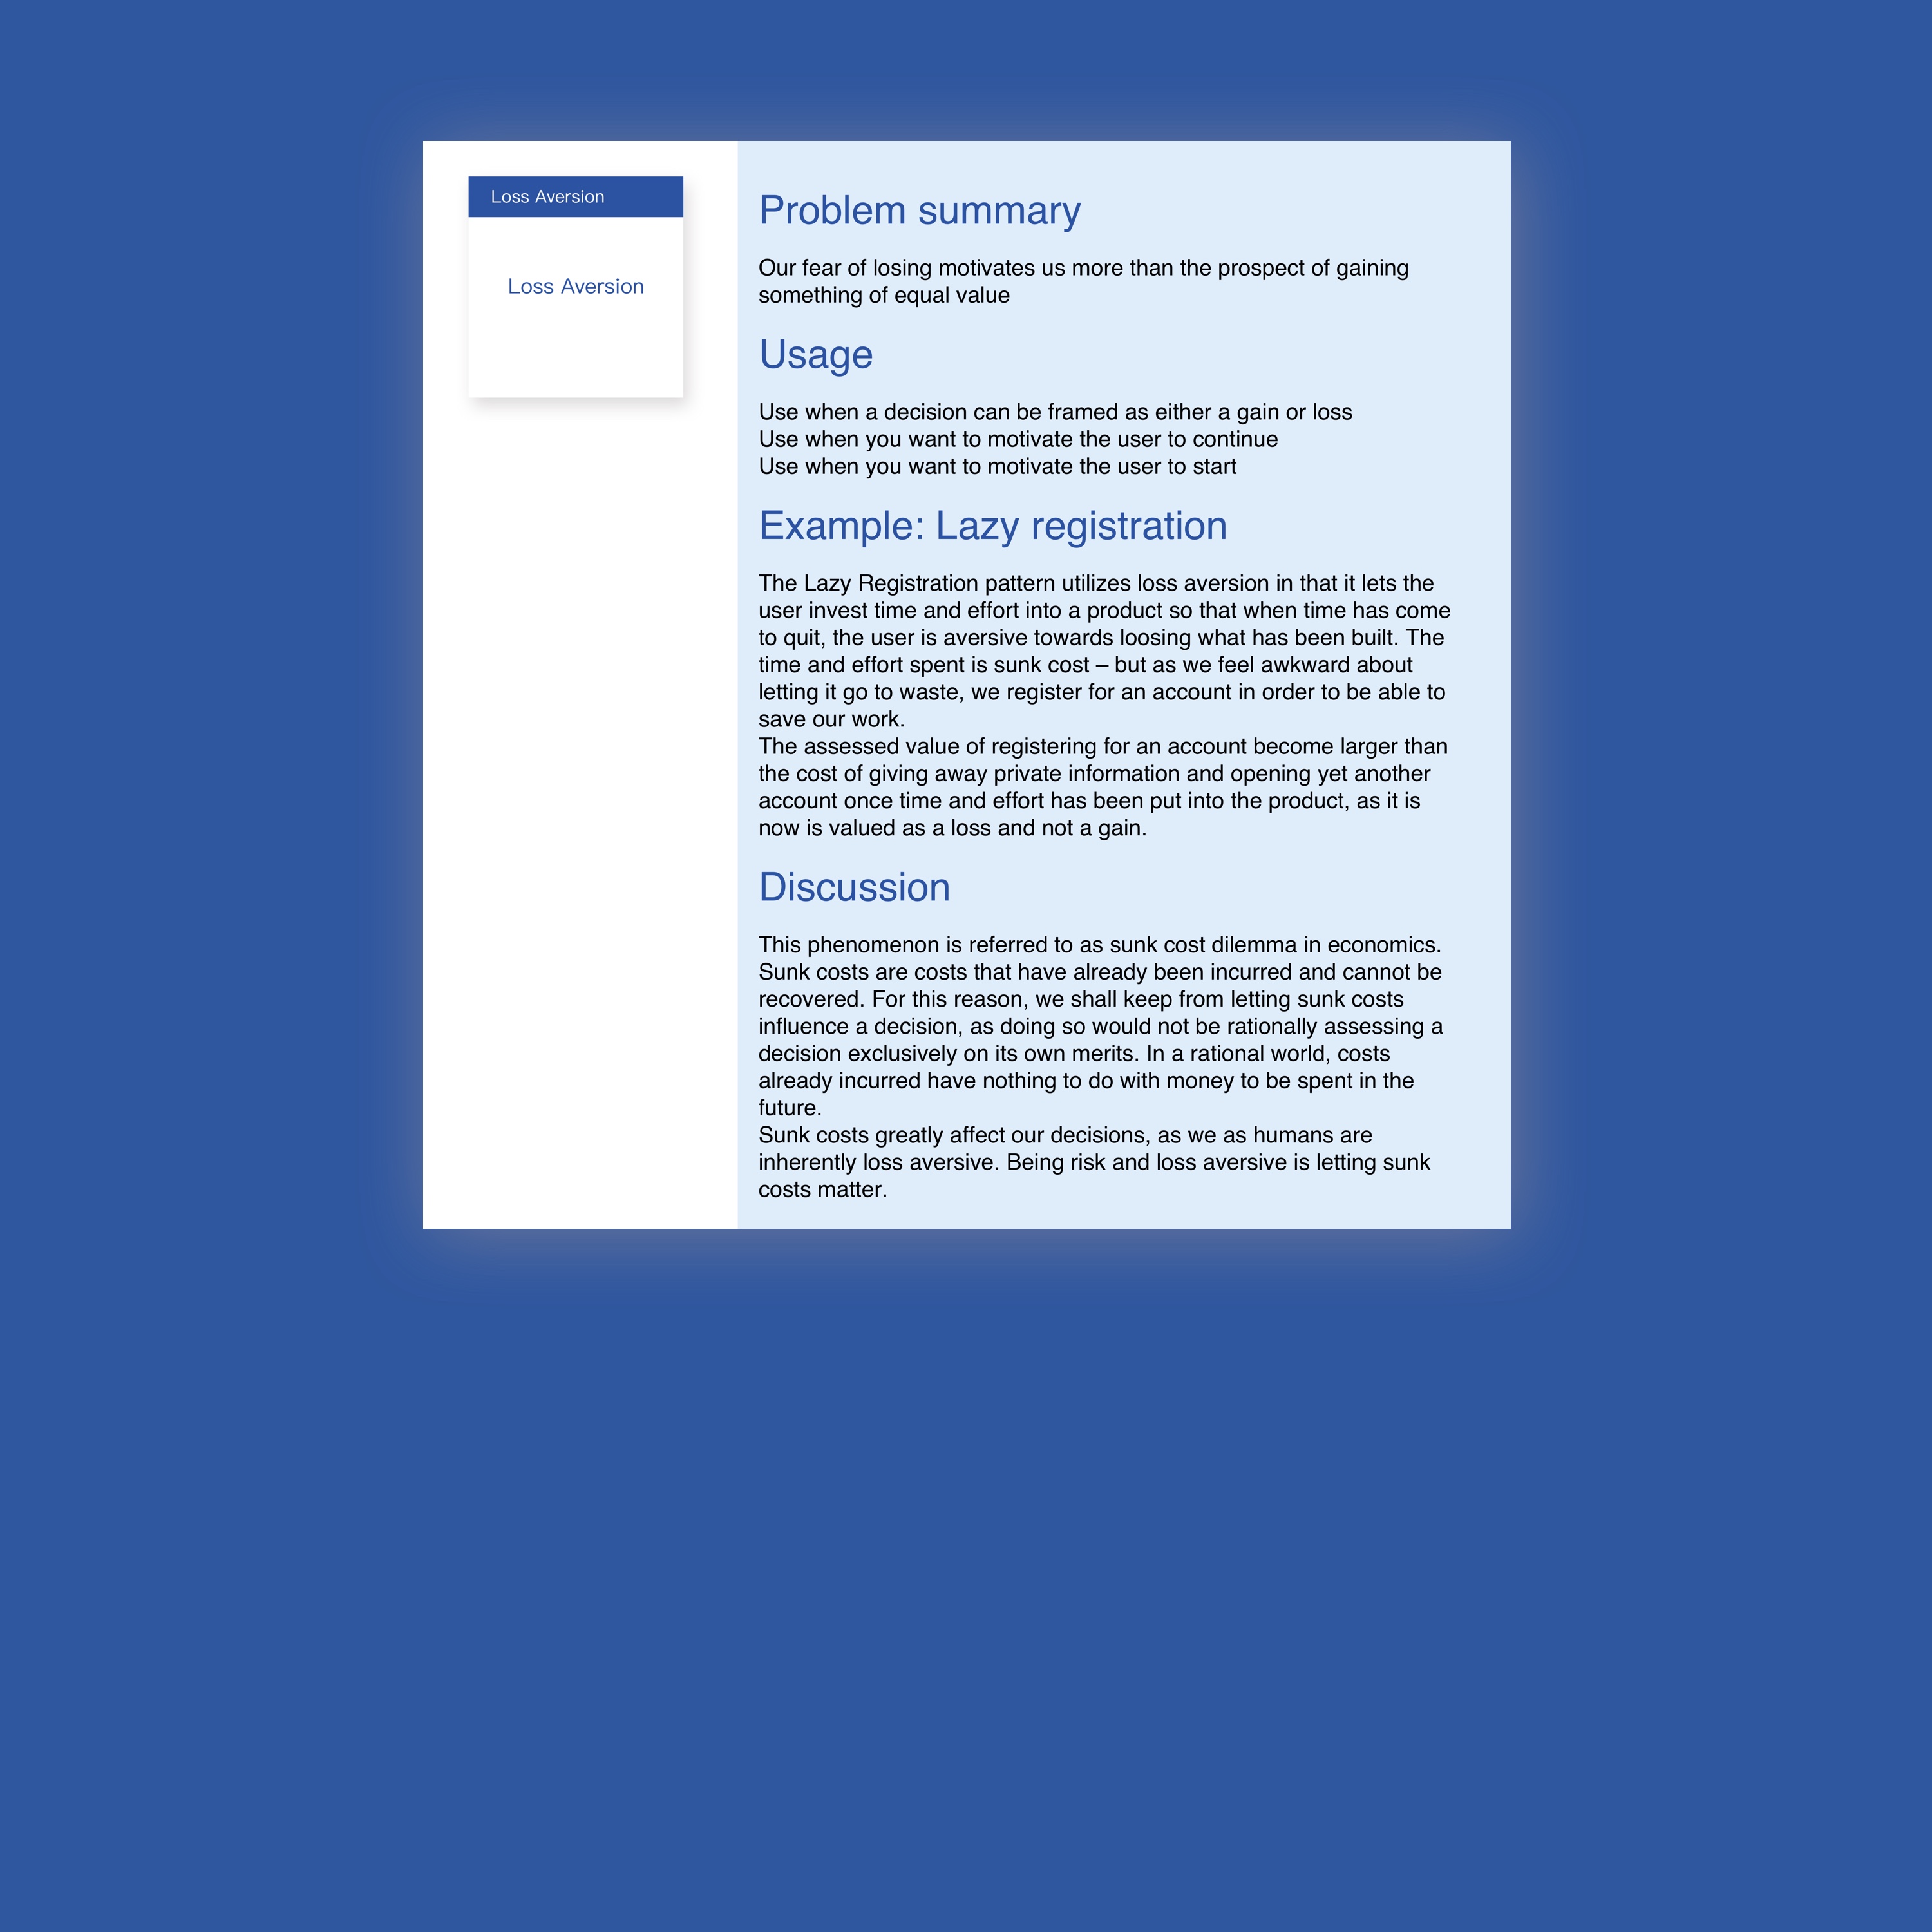 Loss Aversion
Loss Aversion
Problem summary
Our fear of losing motivates us more than the prospect of gaining
something of equal value
Usage
Use when a decision can be framed as either a gain or loss
Use when you want to motivate the user to continue
Use when you want to motivate the user to start
Example: Lazy registration
The Lazy Registration pattern utilizes loss aversion in that it lets the
user invest time and effort into a product so that when time has come
to quit, the user is aversive towards loosing what has been built. The
time and effort spent is sunk cost – but as we feel awkward about
letting it go to waste, we register for an account in order to be able to
save our work.
The assessed value of registering for an account become larger than
the cost of giving away private information and opening yet another
account once time and effort has been put into the product, as it is
now is valued as a loss and not a gain.
Discussion
This phenomenon is referred to as sunk cost dilemma in economics.
Sunk costs are costs that have already been incurred and cannot be
recovered. For this reason, we shall keep from letting sunk costs
influence a decision, as doing so would not be rationally assessing a
decision exclusively on its own merits. In a rational world, costs
already incurred have nothing to do with money to be spent in the
future.
Sunk costs greatly affect our decisions, as we as humans are
inherently loss aversive. Being risk and loss aversive is letting sunk
costs matter.